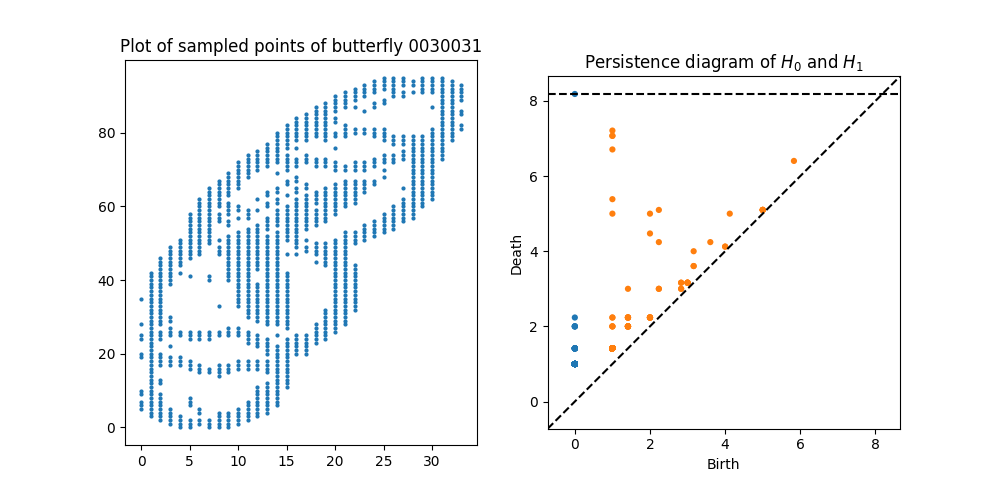 Plot of sampled points of butterfly 0030031
80
60
40
20
0
0 5 10 15 20 25 30
Persistence diagram of H0 and H1
Death
8
6
4
2
0
0 2 4 6 8
Birth